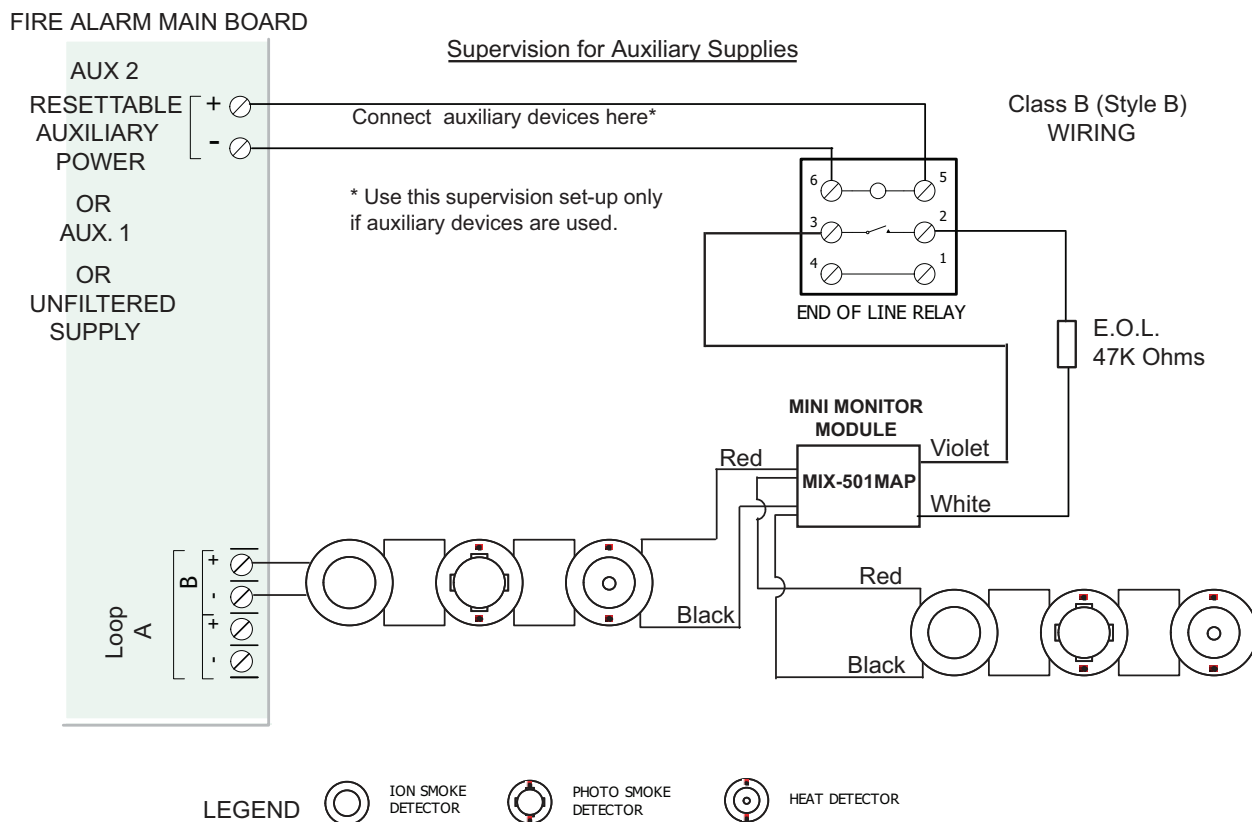 FIRE ALARM MAIN BOARD
Supervision for Auxiliary Supplies
AUX 2
RESETTABLE
AUXILIARY
POWER
+
-
OR
AUX. 1
OR
UNFILTERED
SUPPLY
Connect auxiliary devices here*
* Use this supervision set-up only
if auxiliary devices are used.
Class B (Style B)
WIRING
6
5
3
2
4
1
END OF LINE RELAY
E.O.L.
47K Ohms
MINI MONITOR
MODULE
MIX-501MAP
Violet
White
Red
Black
Red
Black
Loop
A
B
+
-
+
-
LEGEND
ION SMOKE
DETECTOR
PHOTO SMOKE
DETECTOR
HEAT DETECTOR